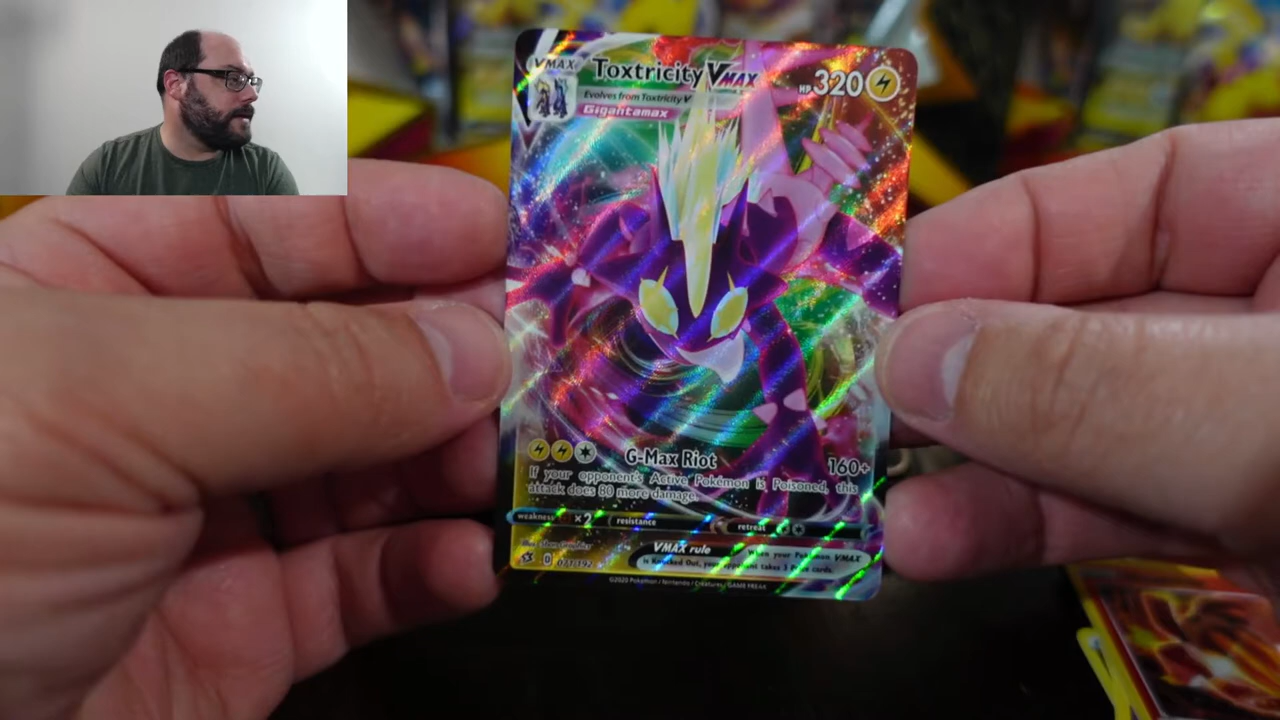 VMAX Toxtricity VMAX HP 320
Evolves from Toxtricity V
Gigantamax
G-Max Riot 160+
If your opponent's Active Pokémon is Poisoned, this
attack does 80 more damage.
weakness ×2 resistance retreat
VMAX rule When your Pokémon VMAX
is Knocked Out, your opponent takes 3 Prize cards.
D 071/192
©2020 Pokémon / Nintendo / Creatures / GAME FREAK